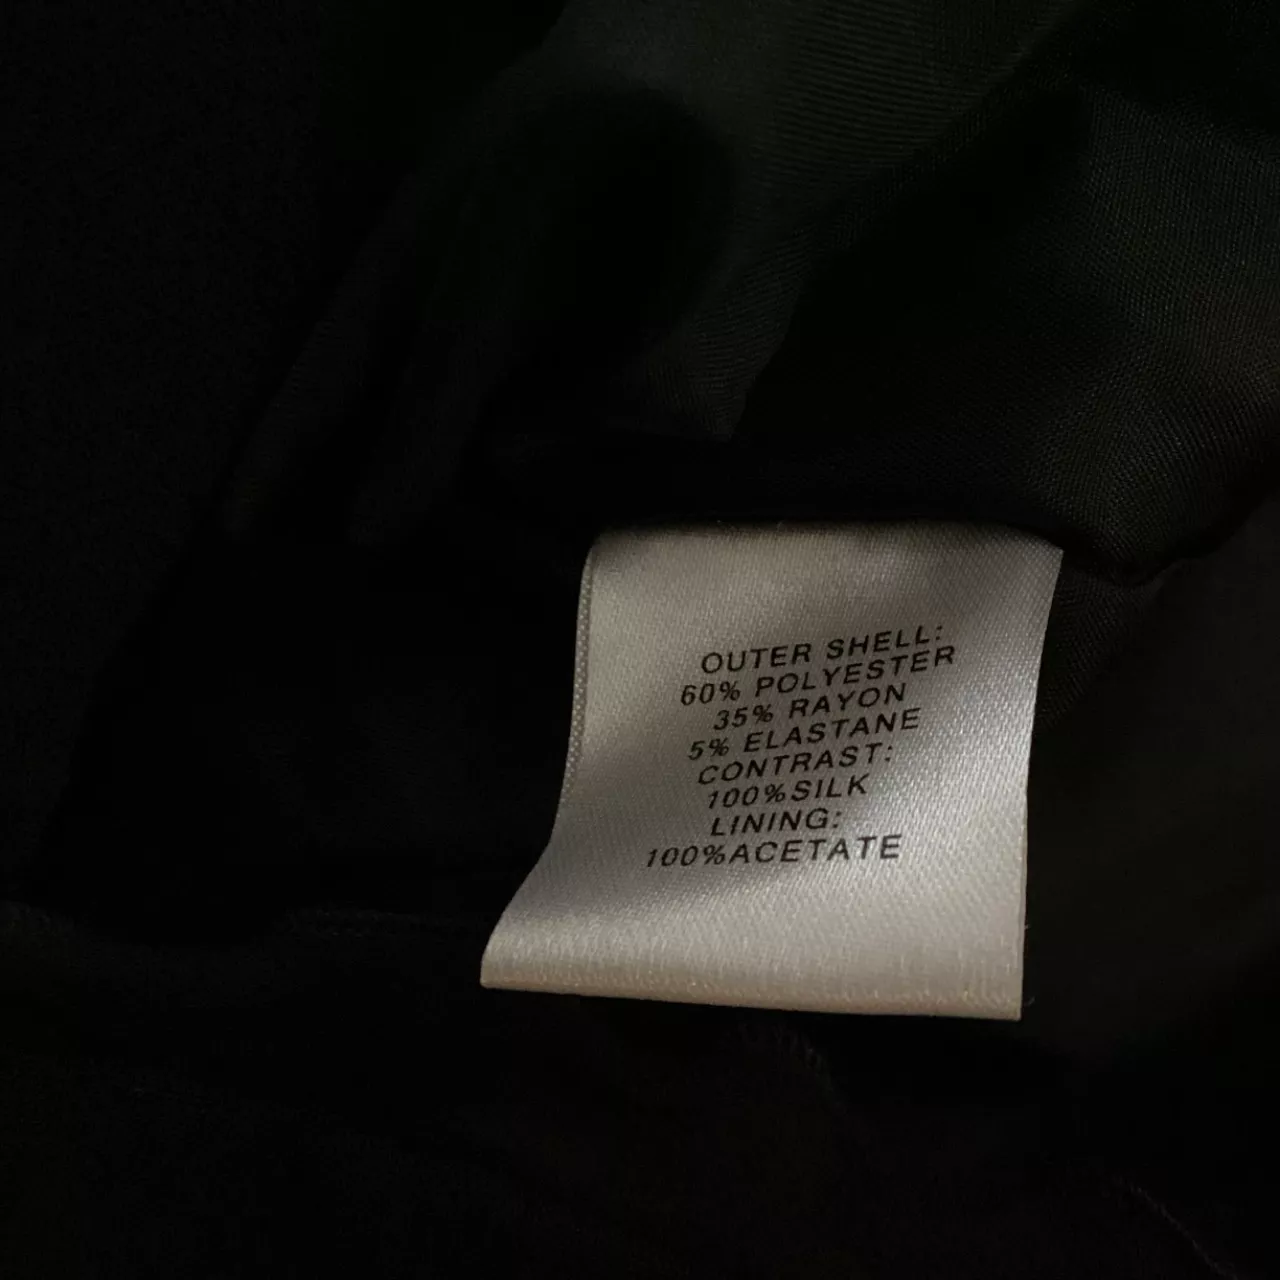 OUTER SHELL:
60% POLYESTER
35% RAYON
5% ELASTANE
CONTRAST:
100%SILK
LINING:
100%ACETATE